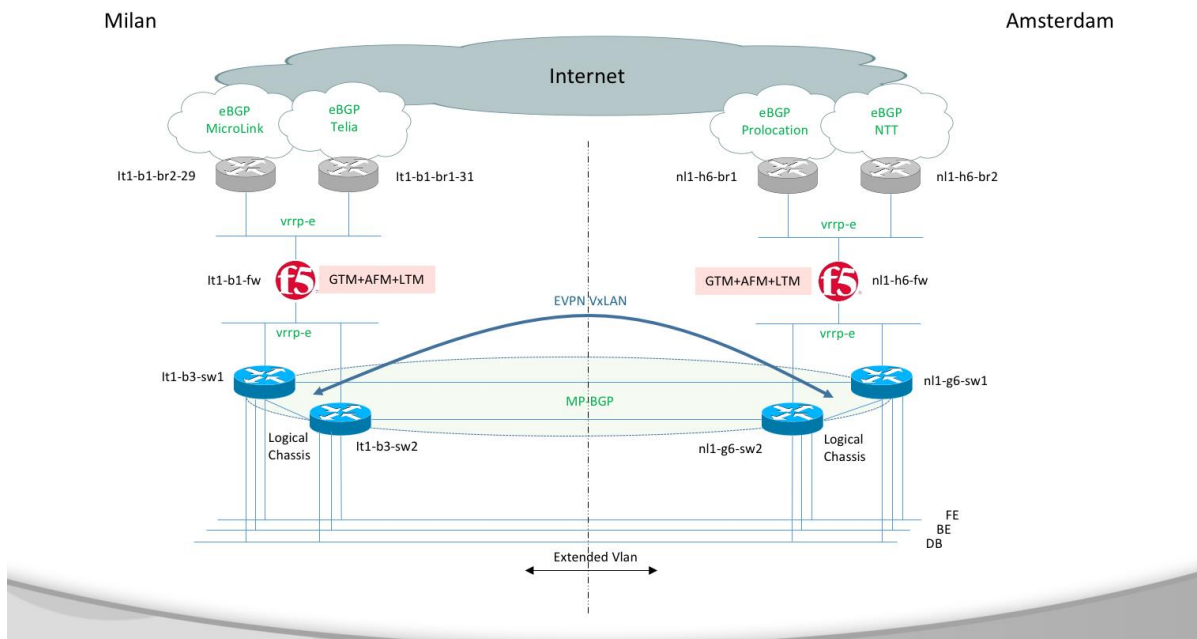 Milan
Amsterdam
Internet
eBGP
MicroLink
eBGP
Telia
eBGP
Prolocation
eBGP
NTT
It1-b1-br2-29
It1-b1-br1-31
nl1-h6-br1
nl1-h6-br2
vrrp-e
vrrp-e
It1-b1-fw
f5
GTM+AFM+LTM
GTM+AFM+LTM
f5
nl1-h6-fw
EVPN VxLAN
vrrp-e
vrrp-e
It1-b3-sw1
nl1-g6-sw1
MP-BGP
It1-b3-sw2
nl1-g6-sw2
Logical
Chassis
Logical
Chassis
FE
BE
DB
Extended Vlan